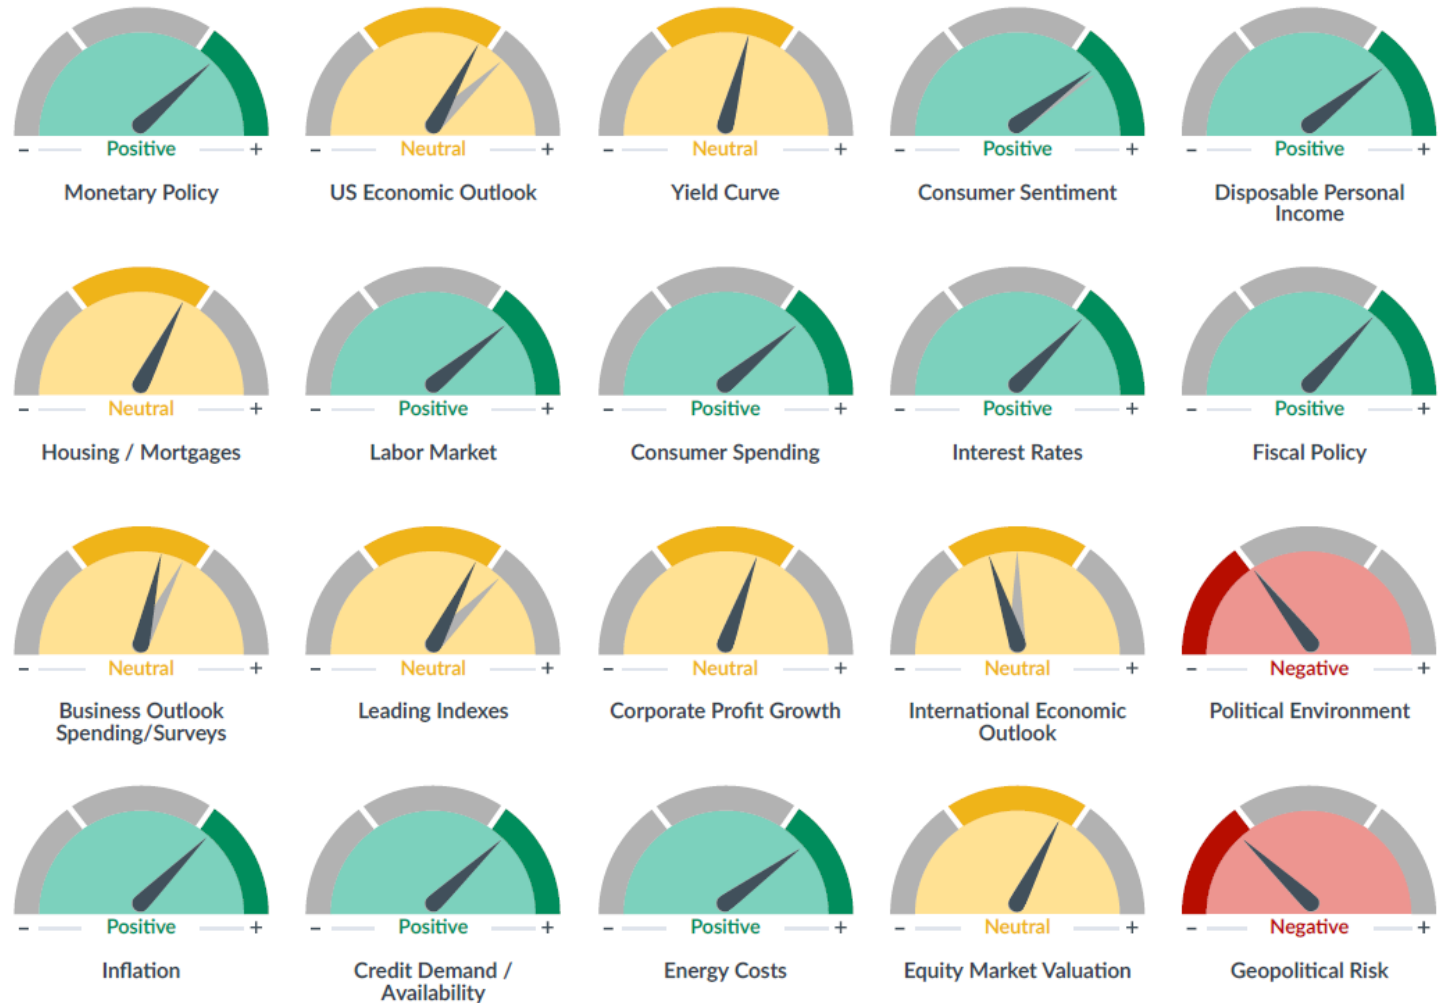 - Positive +
Monetary Policy
- Neutral +
US Economic Outlook
- Neutral +
Yield Curve
- Positive +
Consumer Sentiment
- Positive +
Disposable Personal
Income
- Neutral +
Housing / Mortgages
- Positive +
Labor Market
- Positive +
Consumer Spending
- Positive +
Interest Rates
- Positive +
Fiscal Policy
- Neutral +
Business Outlook
Spending/Surveys
- Neutral +
Leading Indexes
- Neutral +
Corporate Profit Growth
- Neutral +
International Economic
Outlook
- Negative +
Political Environment
- Positive +
Inflation
- Positive +
Credit Demand /
Availability
- Positive +
Energy Costs
- Neutral +
Equity Market Valuation
- Negative +
Geopolitical Risk